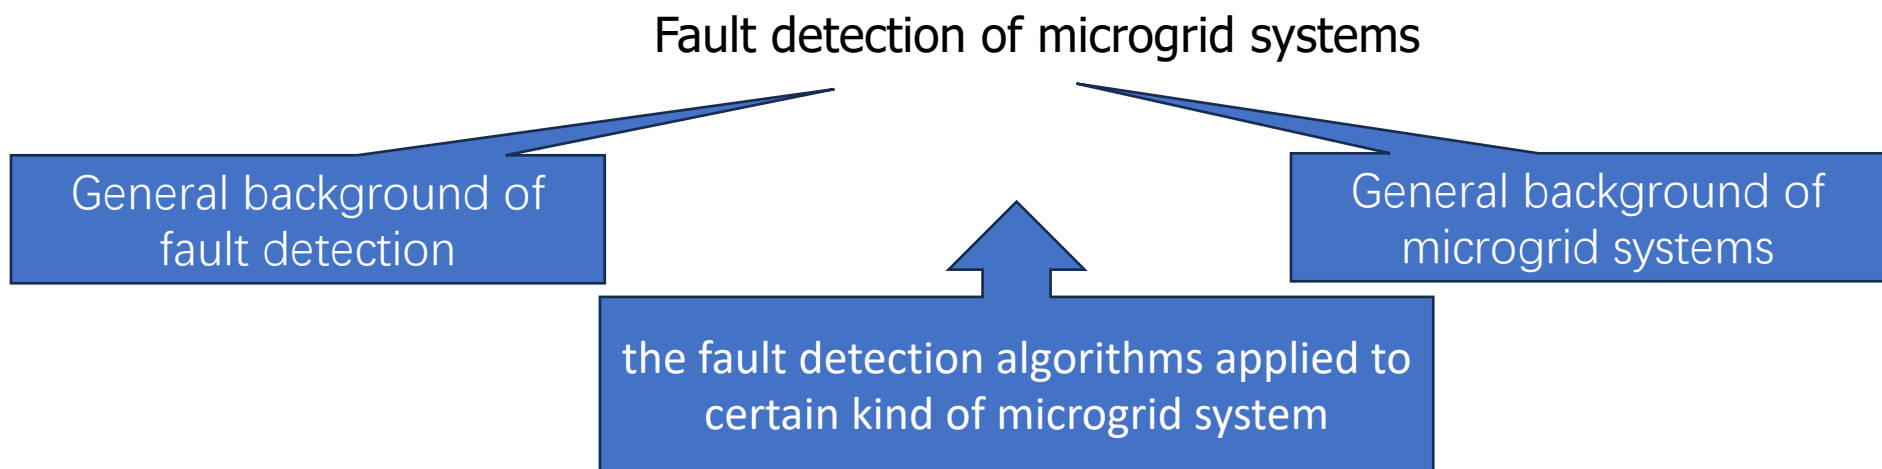 Fault detection of microgrid systems
General background of
fault detection
General background of
microgrid systems
the fault detection algorithms applied to
certain kind of microgrid system